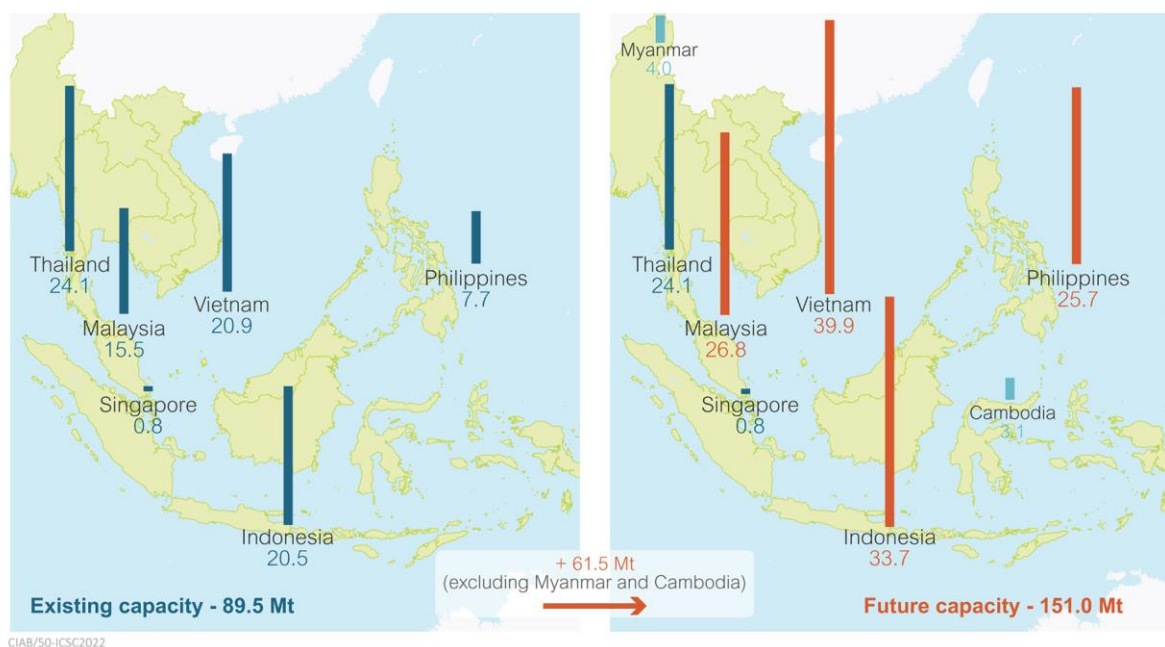 Thailand
24.1
Malaysia
15.5
Vietnam
20.9
Philippines
7.7
Singapore
0.8
Indonesia
20.5
Existing capacity - 89.5 Mt
+ 61.5 Mt
(excluding Myanmar and Cambodia)
Myanmar
4.0
Thailand
24.1
Malaysia
26.8
Vietnam
39.9
Philippines
25.7
Singapore
0.8
Cambodia
3.1
Indonesia
33.7
Future capacity - 151.0 Mt
CIAB/50-ICSC2022